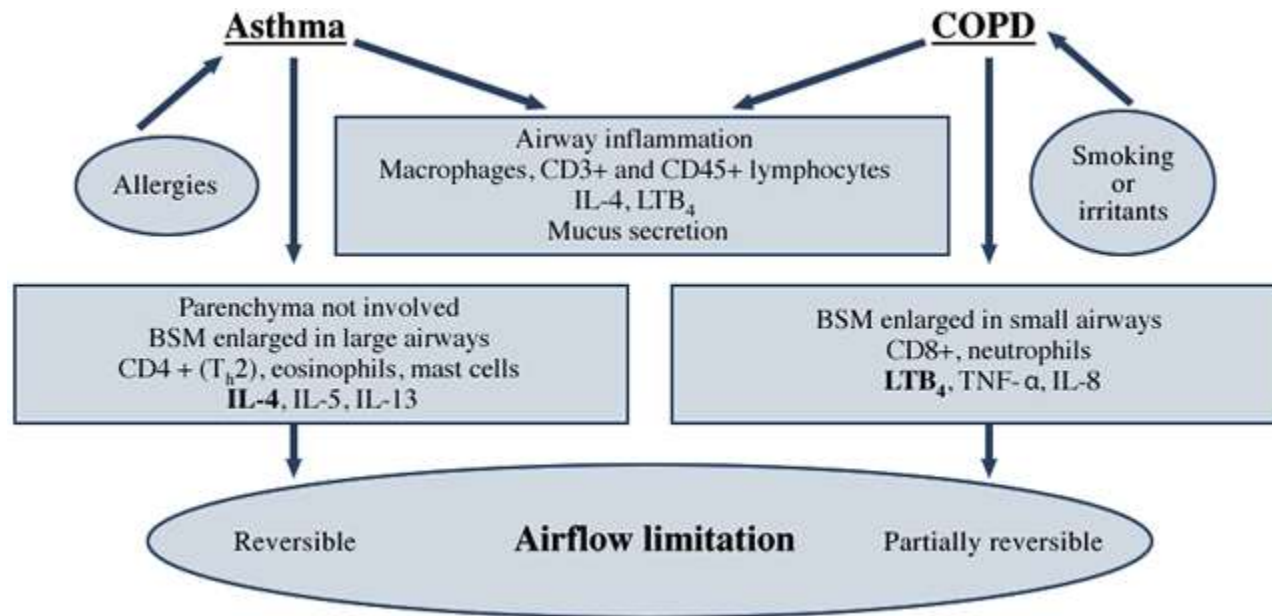 Asthma
COPD
Allergies
Airway inflammation
Macrophages, CD3+ and CD45+ lymphocytes
IL-4, LTB₄
Mucus secretion
Smoking
or
irritants
Parenchyma not involved
BSM enlarged in large airways
CD4 + (Tₕ2), eosinophils, mast cells
IL-4, IL-5, IL-13
BSM enlarged in small airways
CD8+, neutrophils
LTB₄, TNF- α, IL-8
Reversible
Airflow limitation
Partially reversible